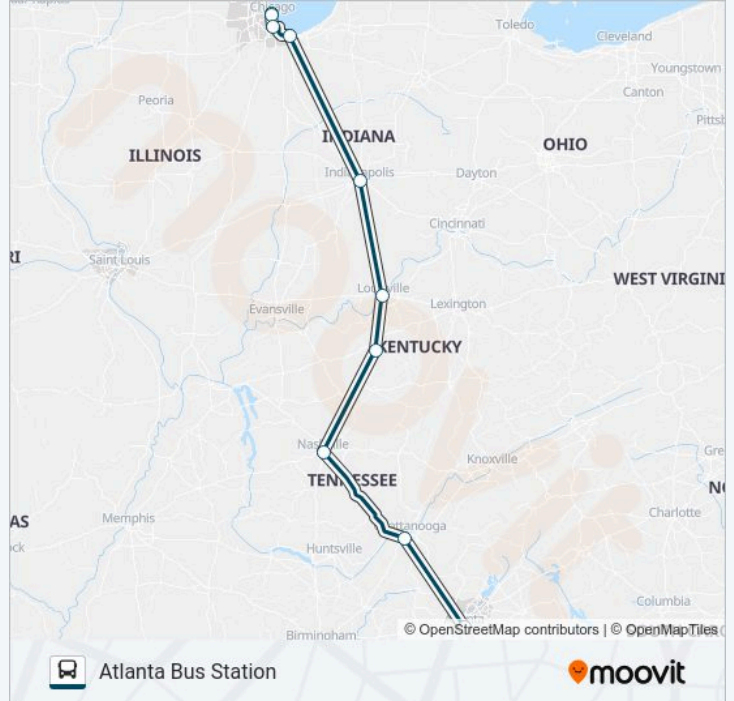 Chicago
Toledo
Cleveland
Youngstown
Canton
Peoria
Pittsb
INDIANA
ILLINOIS
OHIO
Indianapolis
Dayton
Cincinnati
RI
Saint Louis
WEST VIRGINI
Louisville
Evansville
Lexington
KENTUCKY
Nashville
Gre
Knoxville
TENNESSEE
NO
AS
Memphis
Charlotte
Chattanooga
ock
Huntsville
Columbia
Birmingham
© OpenStreetMap contributors | © OpenMapTiles
Atlanta Bus Station
moovit